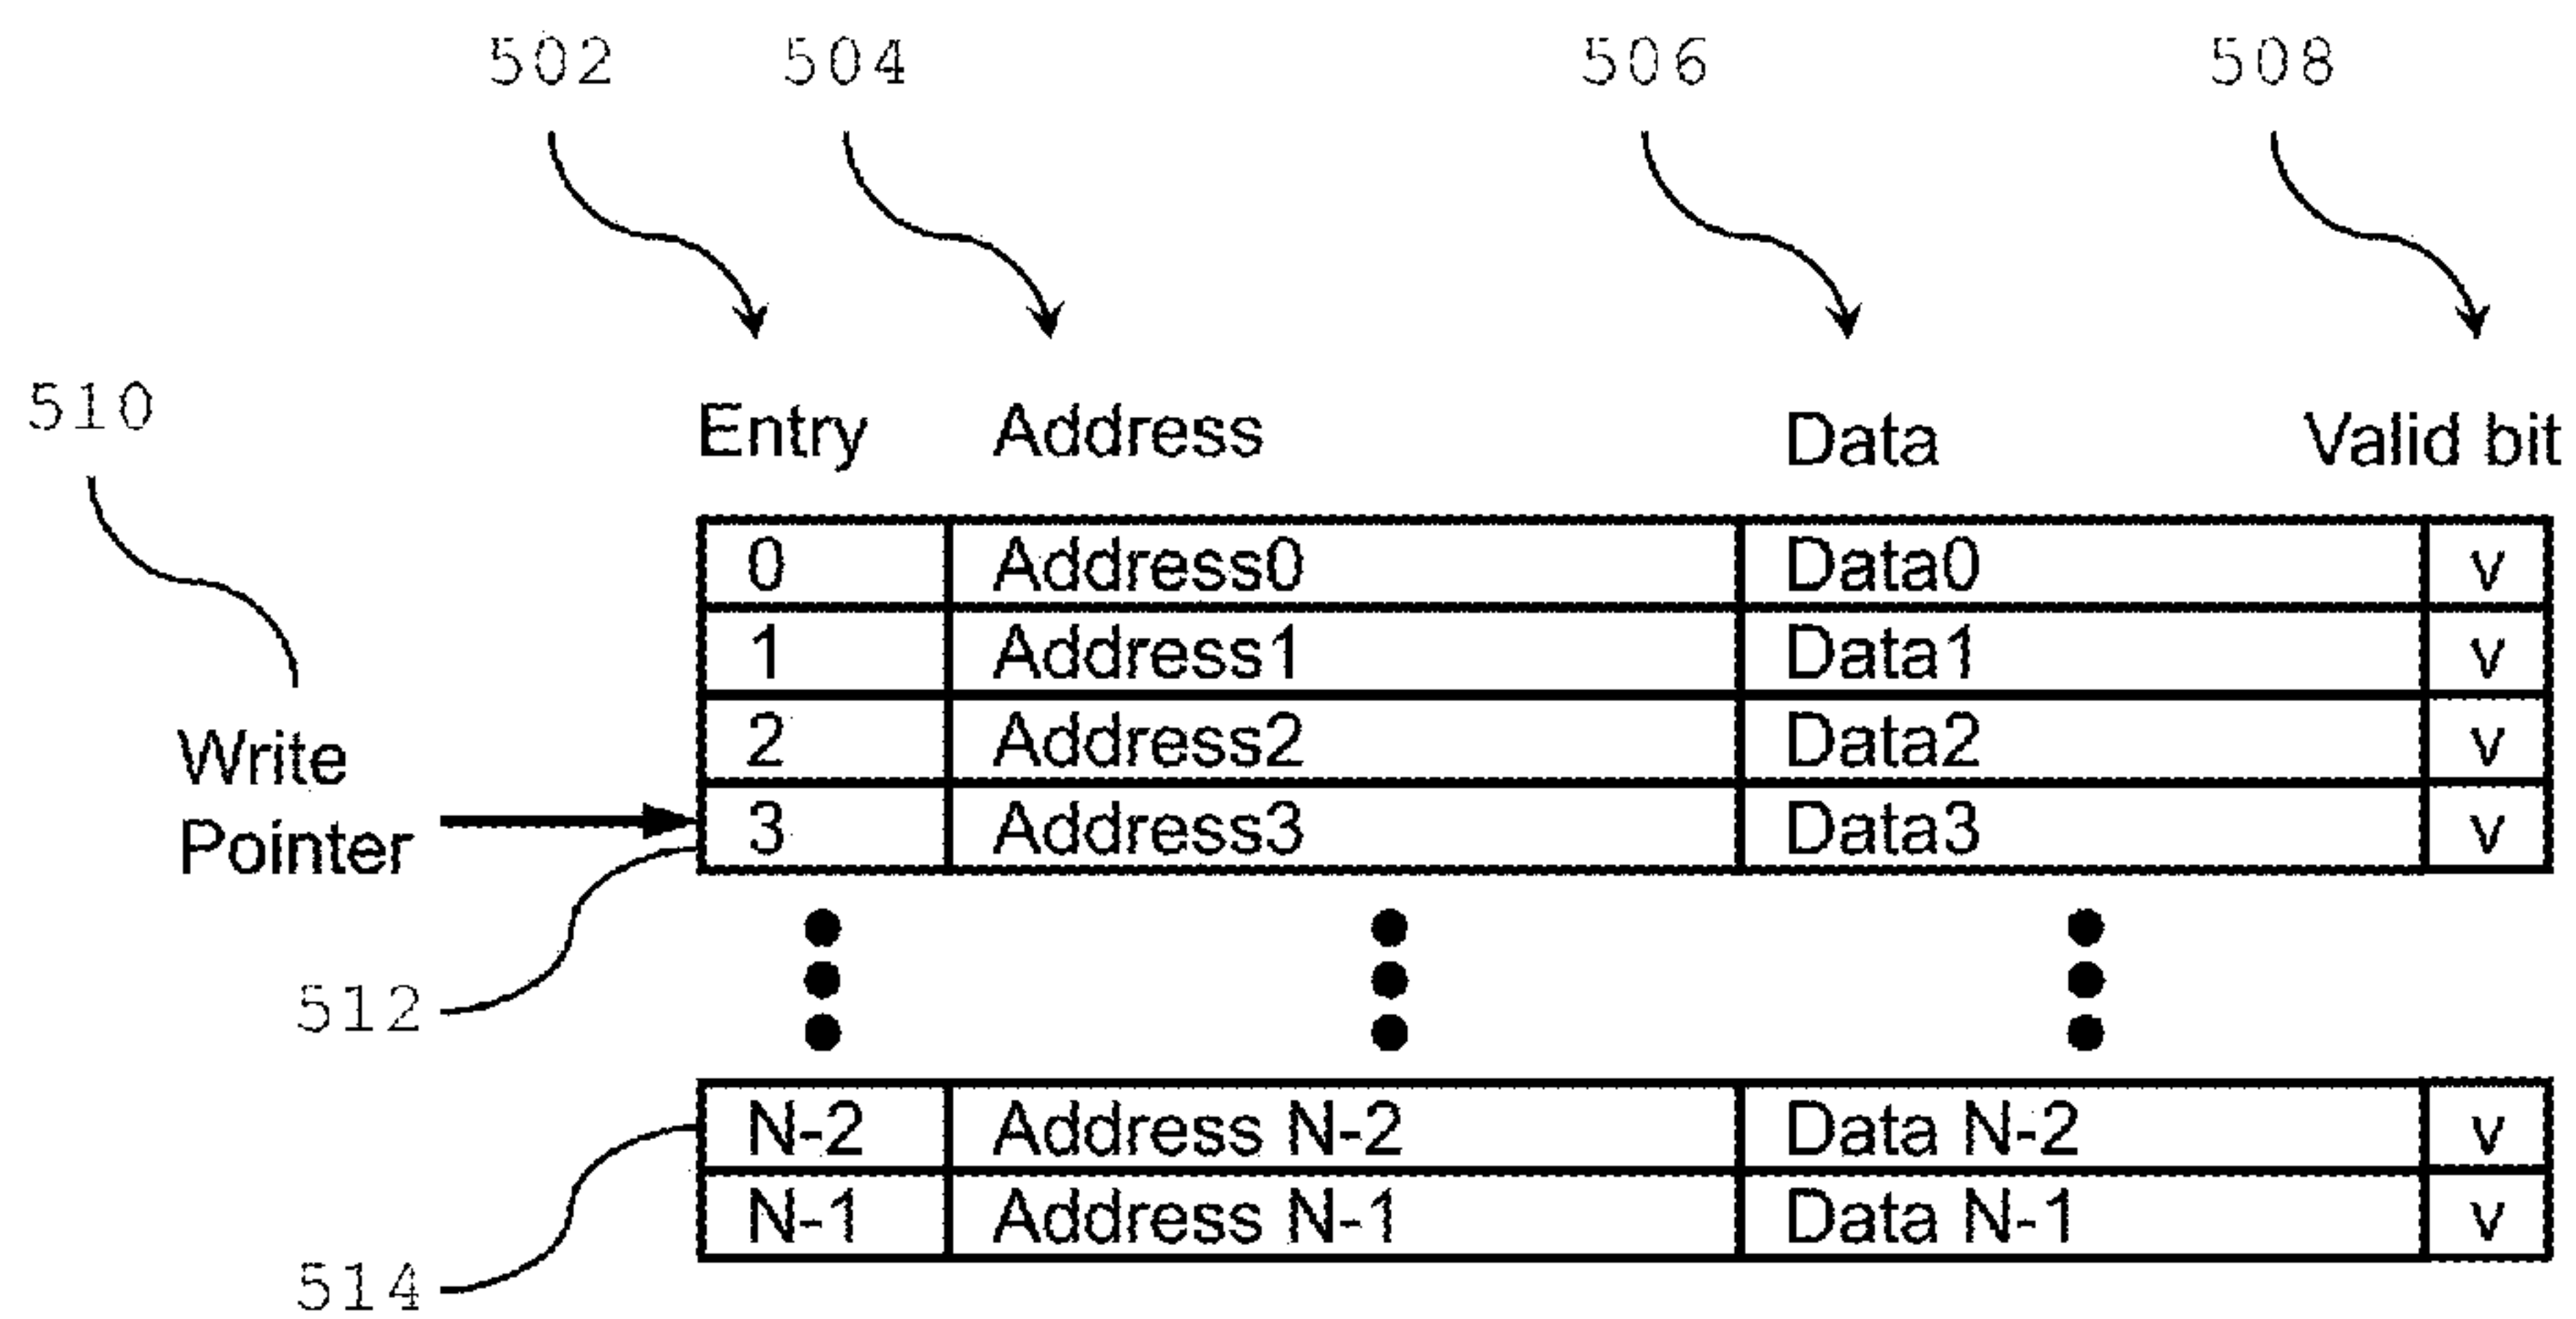 502 504 506 508
510
Entry Address Data Valid bit
0 Address0 Data0 v
1 Address1 Data1 v
2 Address2 Data2 v
Write
Pointer
3 Address3 Data3 v
512
N-2 Address N-2 Data N-2 v
N-1 Address N-1 Data N-1 v
514